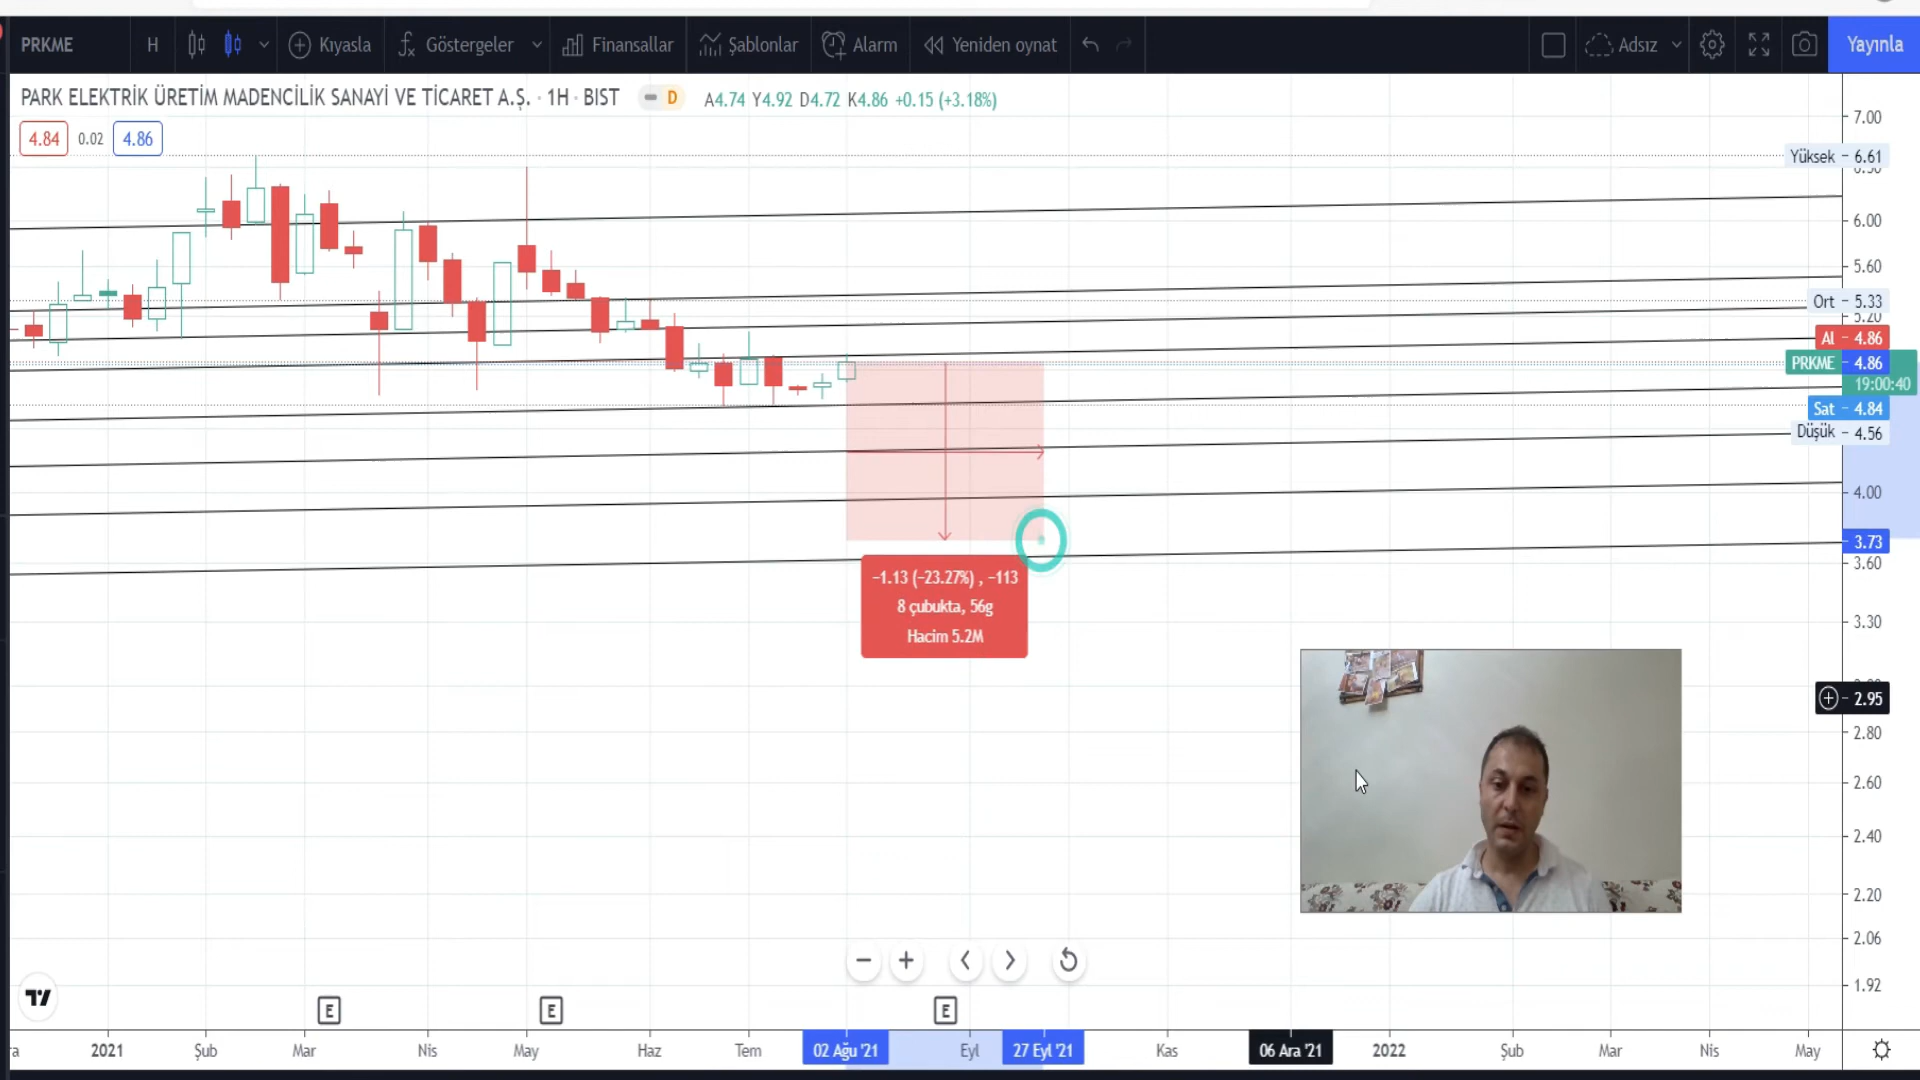 PRKME H Kıyasla Göstergeler Finansallar Şablonlar Alarm Yeniden oynat Adsız Yayınla
PARK ELEKTRİK ÜRETİM MADENCİLİK SANAYİ VE TİCARET A.Ş. · 1H · BIST D A4.74 Y4.92 D4.72 K4.86 +0.15 (+3.18%)
4.84 0.02 4.86
7.00
Yüksek 6.61
6.00
5.60
Ort 5.33
5.20
Al 4.86
PRKME 4.86
19:00:40
Sat 4.84
Düşük 4.56
4.00
3.73
3.60
3.30
2.95
2.80
2.60
2.40
2.20
2.06
1.92
−1.13 (−23.27%) , −113
8 çubukta, 56g
Hacim 5.2M
E E E
2021 Şub Mar Nis May Haz Tem 02 Ağu '21 Eyl 27 Eyl '21 Kas 06 Ara '21 2022 Şub Mar Nis May